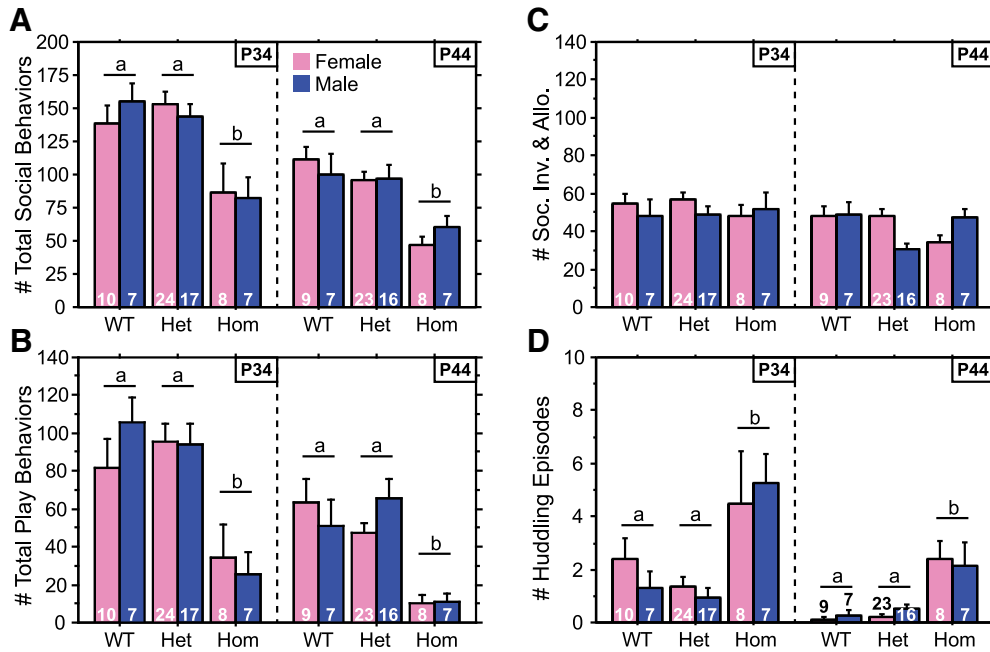 A
# Total Social Behaviors
200
175
150
125
100
75
50
25
0
P34
P44
Female
Male
a a b a a b
10 7 24 17 8 7 9 7 23 16 8 7
WT Het Hom WT Het Hom
B
# Total Play Behaviors
140
120
100
80
60
40
20
0
P34
P44
a a b a a b
10 7 24 17 8 7 9 7 23 16 8 7
WT Het Hom WT Het Hom
C
# Soc. Inv. & Allo.
140
120
100
80
60
40
20
0
P34
P44
10 7 24 17 8 7 9 7 23 16 8 7
WT Het Hom WT Het Hom
D
# Huddling Episodes
10
8
6
4
2
0
P34
P44
a a b a a b
10 7 24 17 8 7 9 7 23 16 8 7
WT Het Hom WT Het Hom